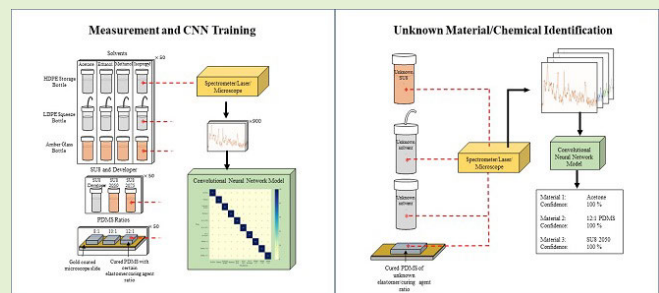 Measurement and CNN Training
Solvents
Acetone Ethanol Methanol Isopropyl
×50
HDPE Storage
Bottle
LDPE Squeeze
Bottle
Amber Glass
Bottle
Spectrometer Laser
Microscope
×900
SU8 and Developer
×50
SU8
Developer
SU8
2050
SU8
2075
PDMS Ratios
×50
8:1 10:1 12:1
Gold-coated
microscope slide
Cured PDMS with
certain
elastomer:curing agent
ratio
Convolutional Neural Network Model
Unknown Material/Chemical Identification
Unknown
SU8
Unknown
solvent
Unknown
solvent
Spectrometer/Laser
Microscope
Convolutional
Neural Network
Model
Material 1: Acetone
Confidence: 100 %
Material 2: 12:1 PDMS
Confidence: 100 %
Material 3: SU8 2050
Confidence: 100 %
Cured PDMS of
unknown
elastomer:curing agent
ratio